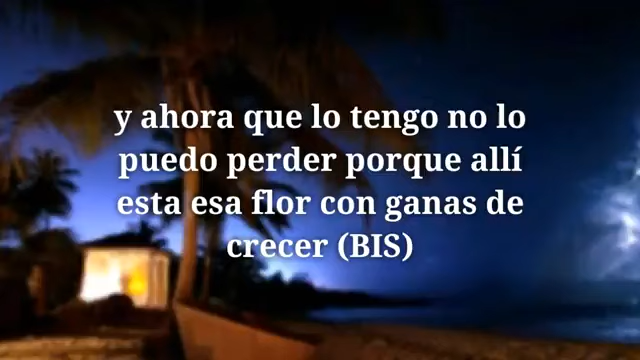 y ahora que lo tengo no lo
puedo perder porque allí
esta esa flor con ganas de
crecer (BIS)